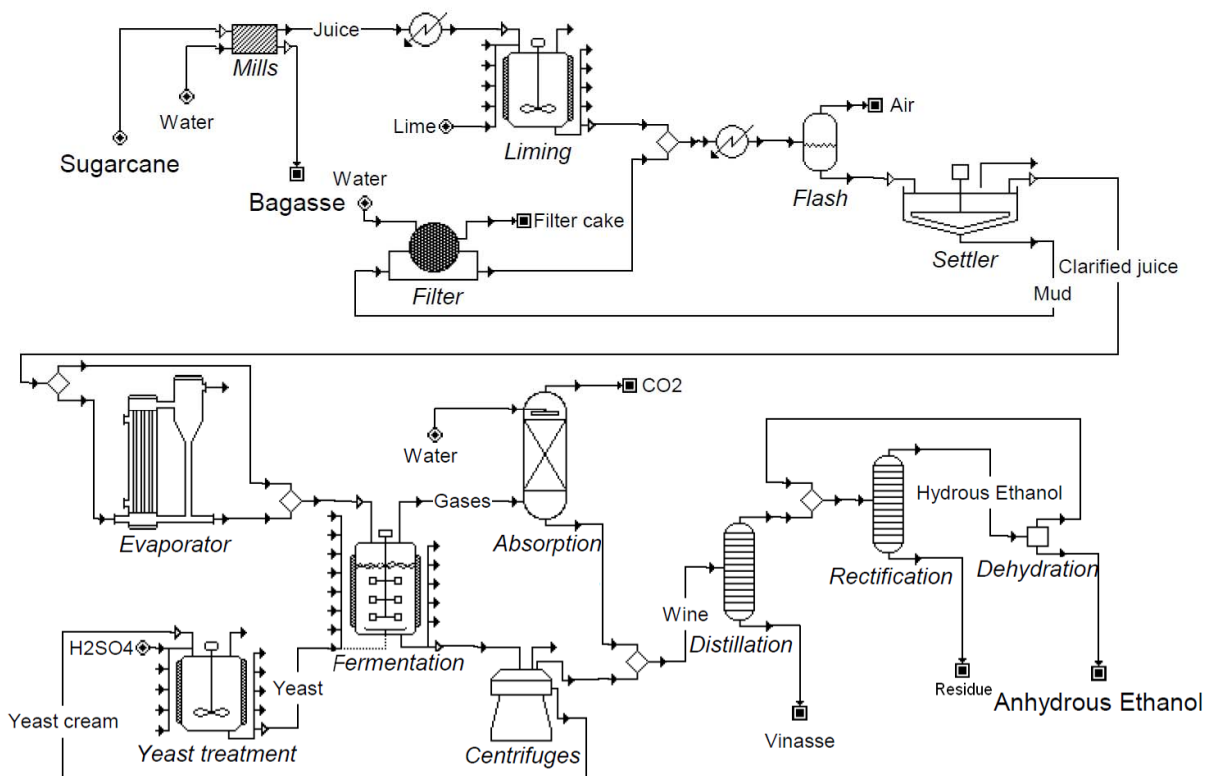 Juice
Mills
Water
Sugarcane
Bagasse
Lime
Liming
Air
Flash
Water
Filter cake
Filter
Settler
Clarified juice
Mud
CO2
Water
Evaporator
Gases
Absorption
Hydrous Ethanol
Rectification
Dehydration
Wine
Distillation
H2SO4
Fermentation
Yeast
Yeast cream
Yeast treatment
Centrifuges
Residue
Anhydrous Ethanol
Vinasse